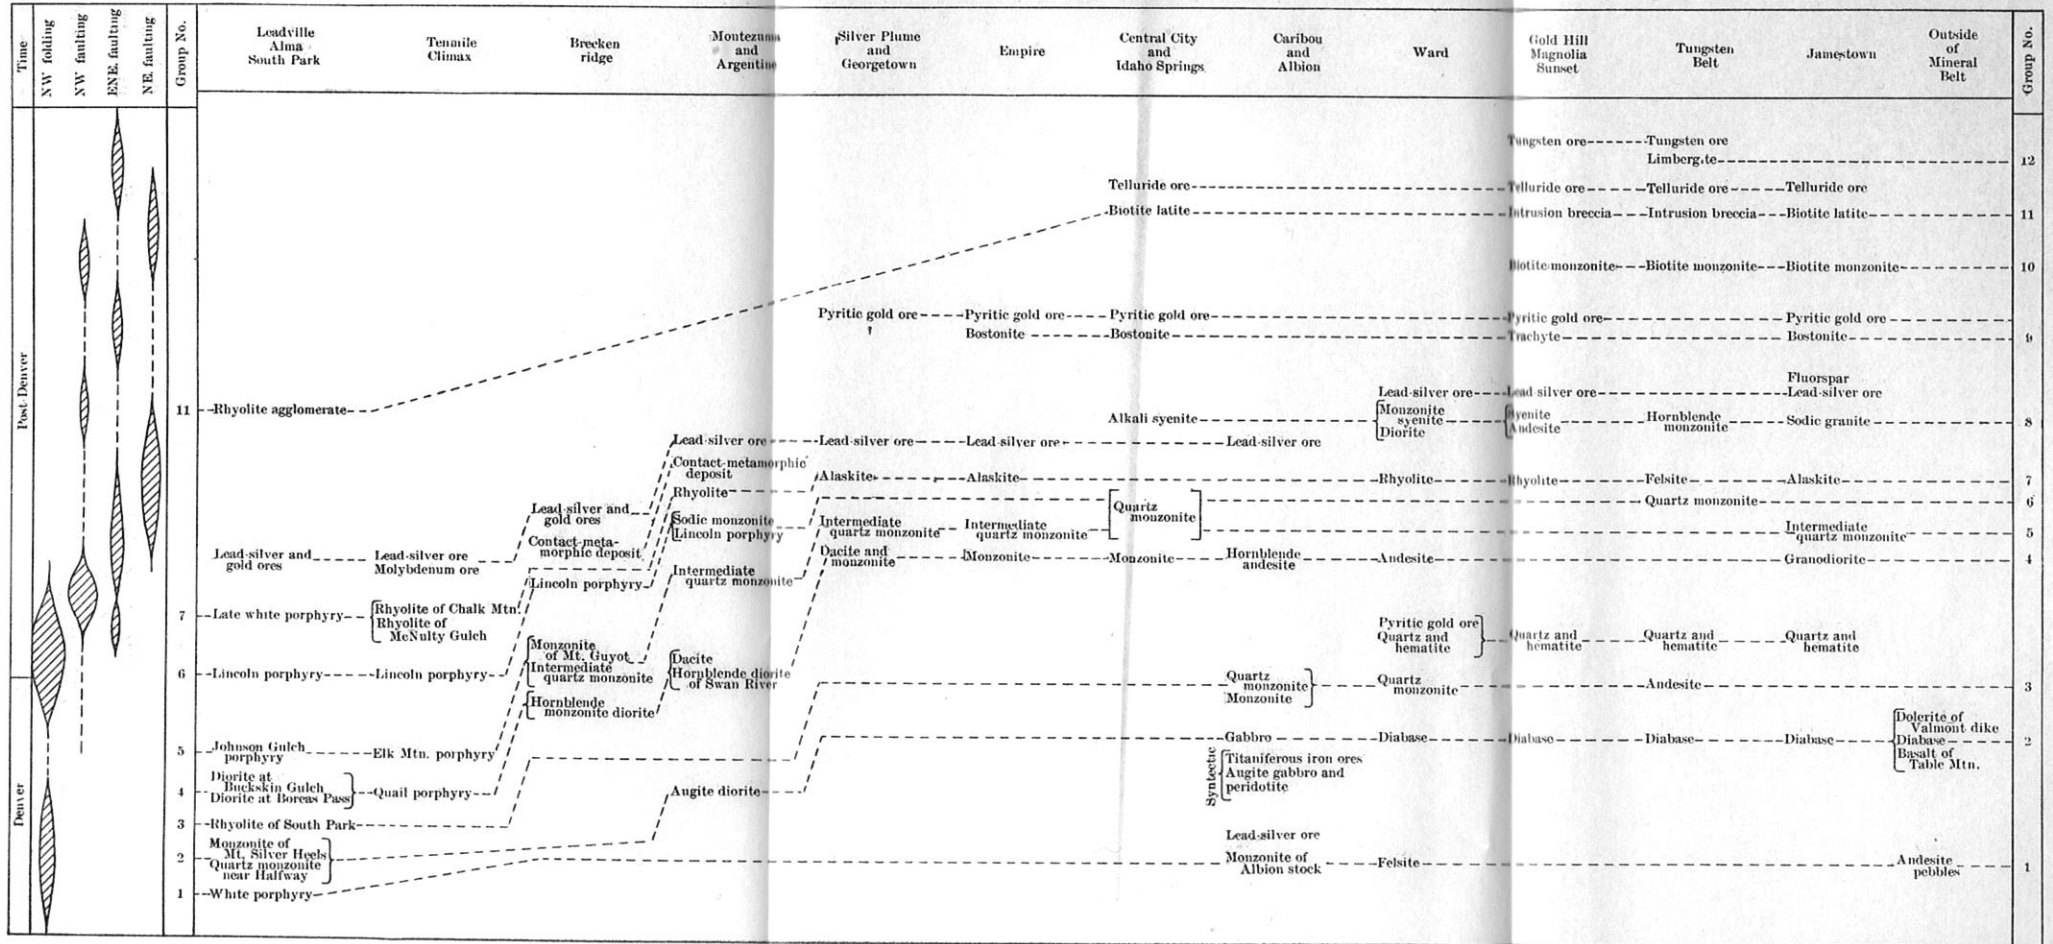 Time
NW folding
NW faulting
ENE. faulting
NE. faulting
Group No.
Leadville
Alma
South Park
Tenmile
Climax
Brecken
ridge
Montezuma
and
Argentine
Silver Plume
and
Georgetown
Empire
Central City
and
Idaho Springs
Caribou
and
Albion
Ward
Gold Hill
Magnolia
Sunset
Tungsten
Belt
Jamestown
Outside
of
Mineral
Belt
Group No.
Post-Denver
Denver
Tungsten ore
Tungsten ore
Limbergite
12
Telluride ore
Telluride ore
Telluride ore
Telluride ore
Biotite latite
Intrusion breccia
Intrusion breccia
Biotite latite
11
Biotite monzonite
Biotite monzonite
Biotite monzonite
10
Pyritic gold ore
?
Pyritic gold ore
Pyritic gold ore
Pyritic gold ore
Pyritic gold ore
Bostonite
Bostonite
Trachyte
Bostonite
9
Fluorspar
Lead-silver ore
Lead-silver ore
Lead-silver ore
11
Rhyolite agglomerate
Alkali syenite
Monzonite
syenite
Diorite
Syenite
Andesite
Hornblende
monzonite
Sodic granite
8
Lead-silver ore
Lead-silver ore
Lead-silver ore
Lead-silver ore
Contact-metamorphic
deposit
Rhyolite
Alaskite
Alaskite
Rhyolite
Rhyolite
Felsite
Alaskite
7
Quartz
monzonite
Quartz monzonite
6
Lead-silver and
gold ores
Sodic monzonite
Lincoln porphyry
Intermediate
quartz monzonite
Intermediate
quartz monzonite
Intermediate
quartz monzonite
5
Contact-meta-
morphic deposit
Lead-silver and
gold ores
Lead-silver ore
Molybdenum ore
Dacite and
monzonite
Monzonite
Monzonite
Hornblende
andesite
Andesite
Granodiorite
4
Lincoln porphyry
Intermediate
quartz monzonite
7
Late white porphyry
Rhyolite of Chalk Mtn.
Rhyolite of
McNulty Gulch
Pyritic gold ore
Quartz and
hematite
Quartz and
hematite
Quartz and
hematite
Quartz and
hematite
Monzonite
of Mt. Guyot
Intermediate
quartz monzonite
Dacite
Hornblende diorite
of Swan River
6
Lincoln porphyry
Lincoln porphyry
Quartz
monzonite
Monzonite
Quartz
monzonite
Andesite
3
Hornblende
monzonite diorite
5
Johnson Gulch
porphyry
Elk Mtn. porphyry
Gabbro
Diabase
Diabase
Diabase
Diabase
Dolerite of
Valmont dike
Diabase
Basalt of
Table Mtn.
2
Syntectic
Titaniferous iron ores
Augite gabbro and
peridotite
4
Diorite at
Buckskin Gulch
Diorite at Boreas Pass
Quail porphyry
Augite diorite
3
Rhyolite of South Park
Lead-silver ore
2
Monzonite of
Mt. Silver Heels
Quartz monzonite
near Halfway
Monzonite of
Albion stock
Felsite
Andesite
pebbles
1
1
White porphyry